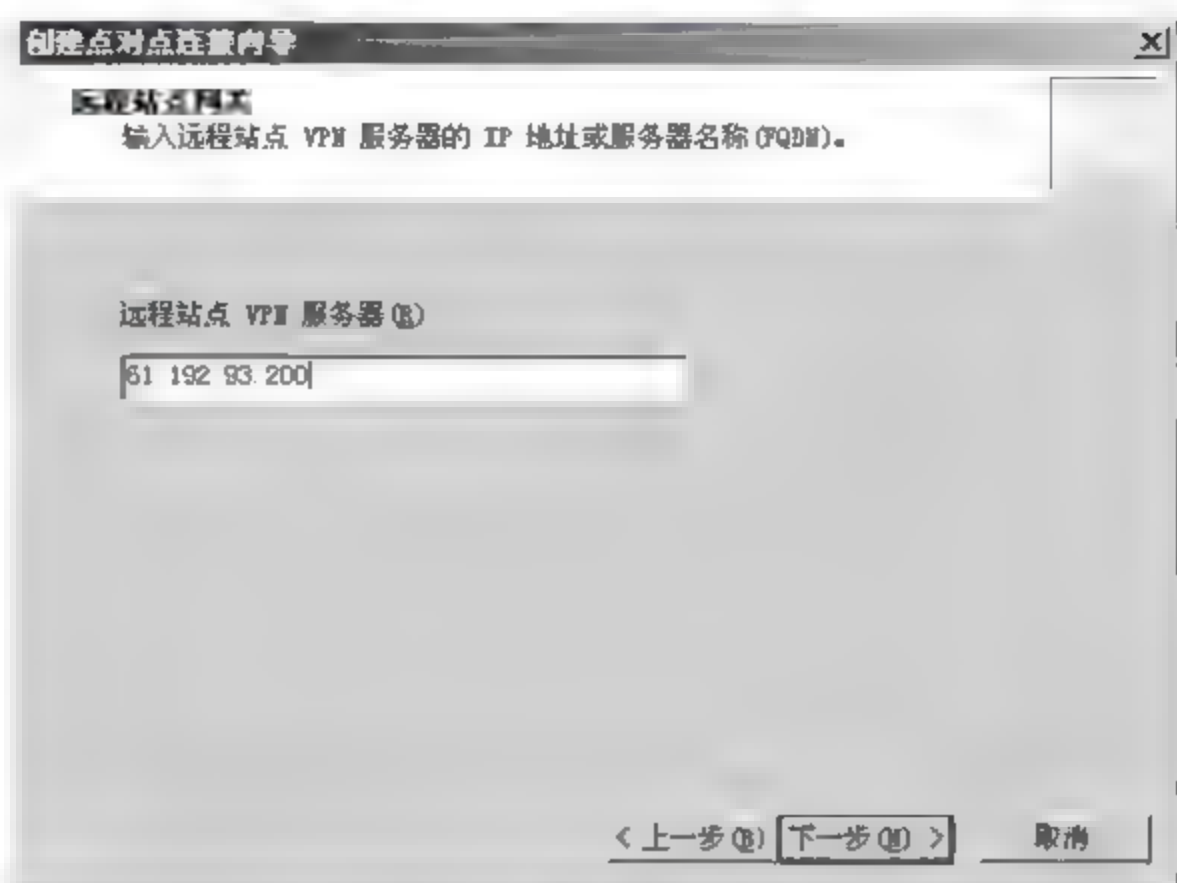 创建点对点连接向导
远程站点网关
输入远程站点 VPN 服务器的 IP 地址或服务器名称(FQDN)。
远程站点 VPN 服务器(R)
61.192.93.200
< 上一步(B) 下一步(N) > 取消